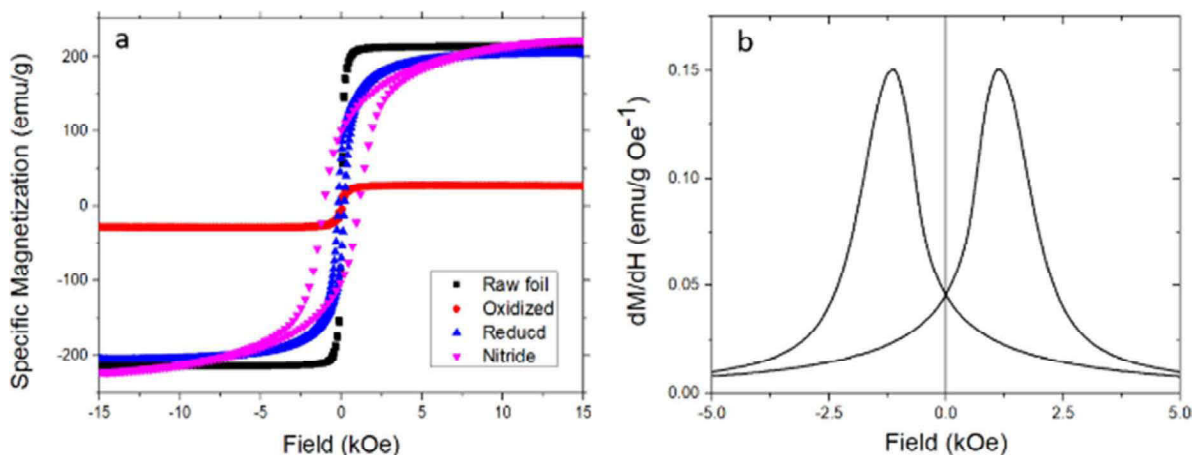 a
Specific Magnetization (emu/g)
200
100
0
-100
-200
-15
-10
-5
0
5
10
15
Field (kOe)
Raw foil
Oxidized
Reducd
Nitride
b
dM/dH (emu/g Oe⁻¹)
0.15
0.10
0.05
0.00
-5.0
-2.5
0.0
2.5
5.0
Field (kOe)